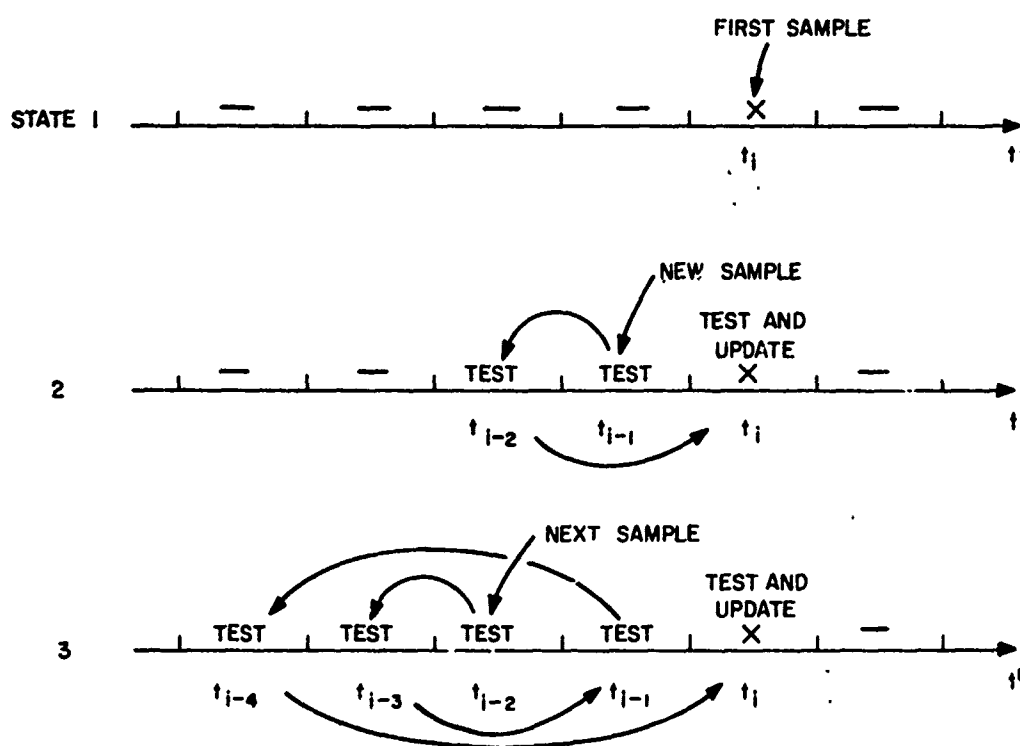 FIRST SAMPLE
STATE 1
X
t_i
t'
NEW SAMPLE
TEST AND
UPDATE
2
TEST TEST X
t_{i-2} t_{i-1} t_i
t'
NEXT SAMPLE
TEST AND
UPDATE
3
TEST TEST TEST TEST X
t_{i-4} t_{i-3} t_{i-2} t_{i-1} t_i
t'